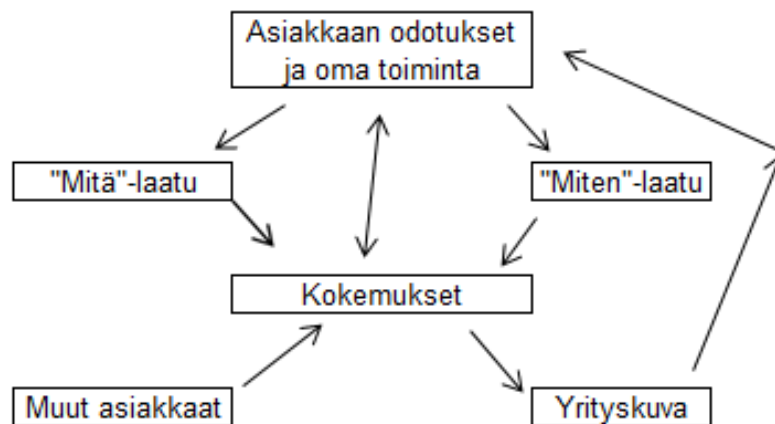 Asiakkaan odotukset
ja oma toiminta
"Mitä"-laatu
"Miten"-laatu
Kokemukset
Muut asiakkaat
Yrityskuva